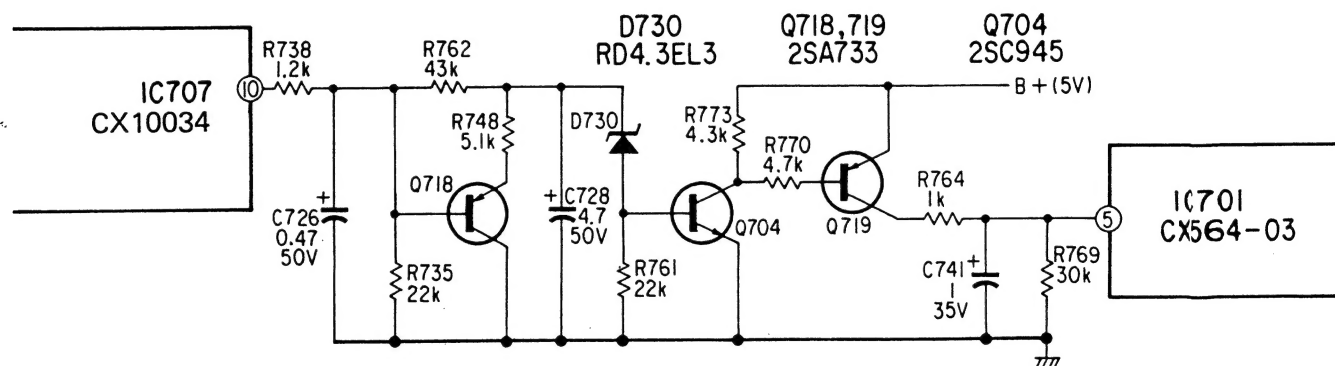 D730
RD4.3EL3
Q718,719
2SA733
Q704
2SC945
IC707
CX10034
10
R738
1.2k
R762
43k
R748
5.1k
D730
R773
4.3k
B+(5V)
R770
4.7k
Q718
C726
0.47
50V
+
R735
22k
C728
4.7
50V
+
R761
22k
Q704
Q719
R764
1k
C741
1
35V
+
R769
30k
5
IC701
CX564-03